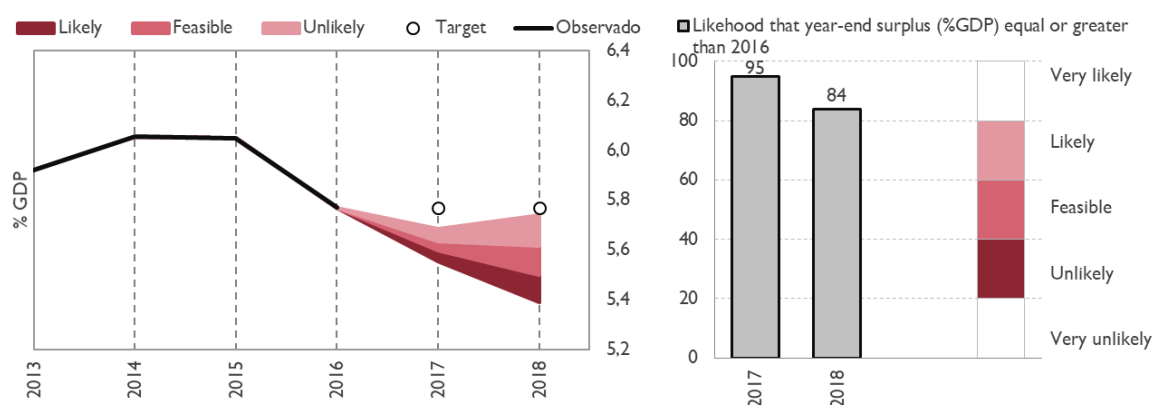 Likely Feasible Unlikely Target Observado
6,4
6,2
6,0
5,8
5,6
5,4
5,2
% GDP
2013 2014 2015 2016 2017 2018
Likehood that year-end surplus (%GDP) equal or greater
than 2016
100
80
60
40
20
0
95
84
2017 2018
Very likely
Likely
Feasible
Unlikely
Very unlikely